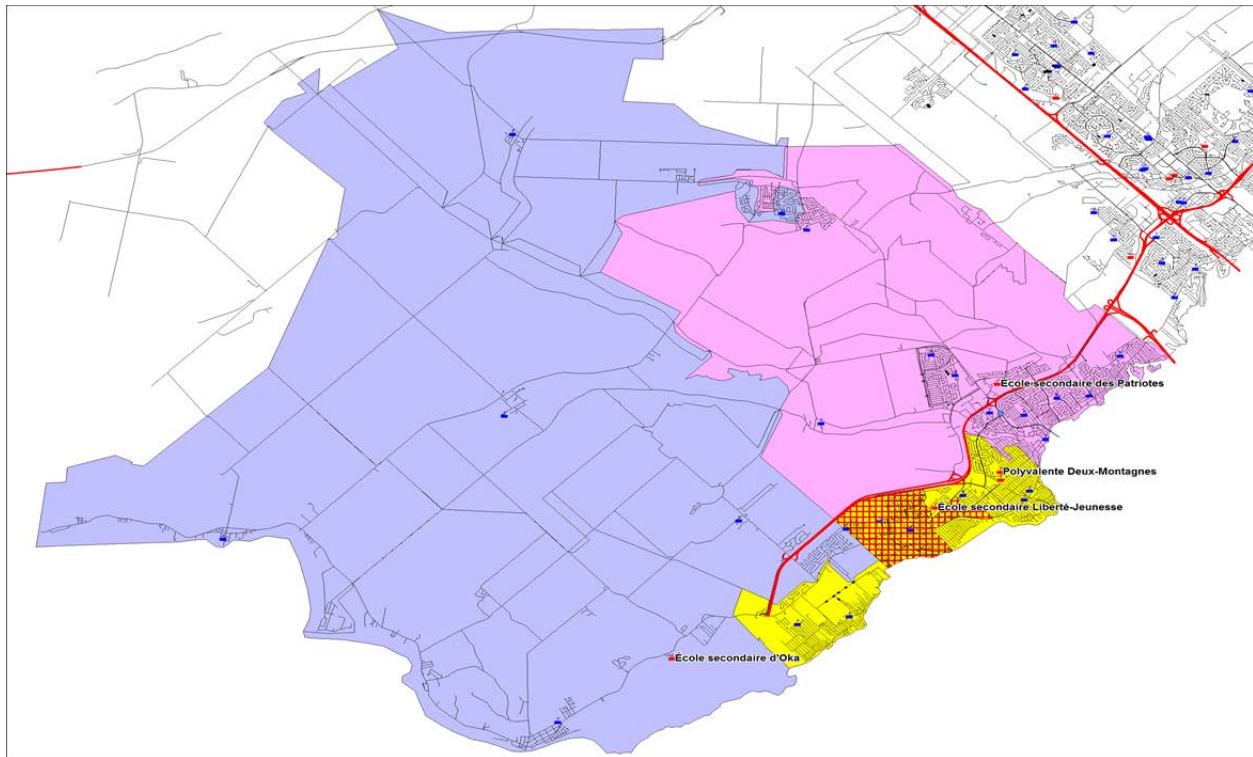 École secondaire des Patriotes
Polyvalente Deux-Montagnes
École secondaire Liberté-Jeunesse
École secondaire d'Oka